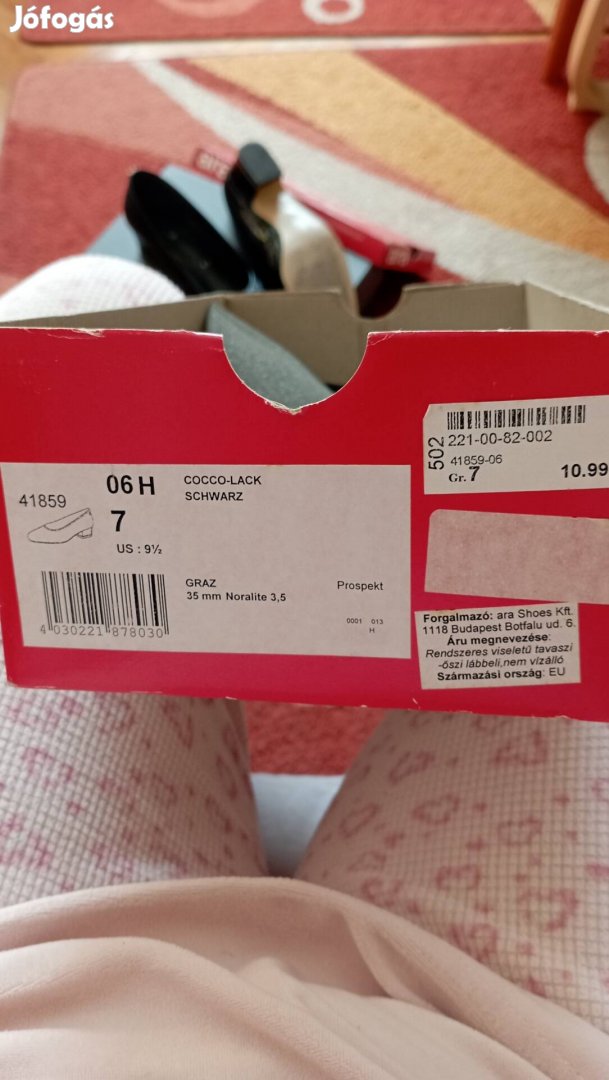 Jófogás
502
221-00-82-002
41859-06
Gr. 7
10.99
41859
06 H
7
US : 9½
COCCO-LACK
SCHWARZ
GRAZ
35 mm Noralite 3,5
Prospekt
0001 013
H
4 030221 878030
Forgalmazó: ara Shoes Kft.
1118 Budapest Botfalu ud. 6.
Áru megnevezése:
Rendszeres viseletű tavaszi
-őszi lábbeli,nem vízálló
Származási ország: EU